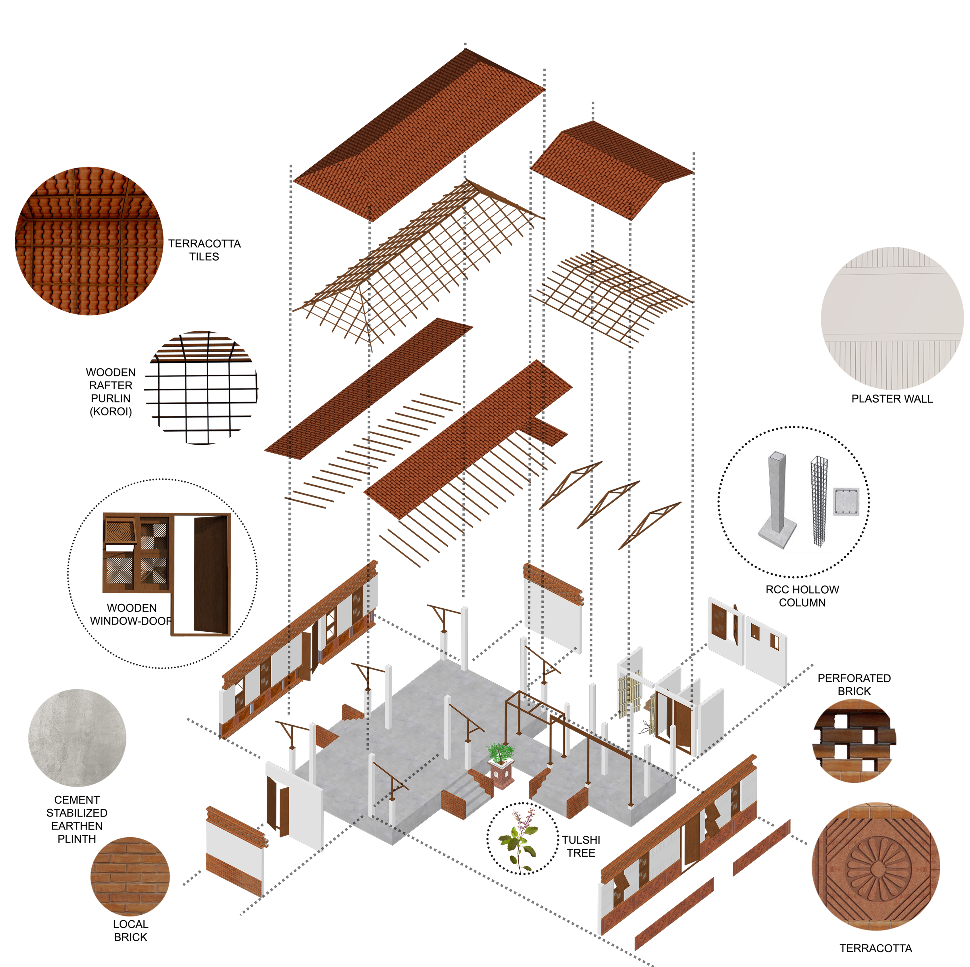 TERRACOTTA
TILES
WOODEN
RAFTER
PURLIN
(KOROI)
PLASTER WALL
WOODEN
WINDOW-DOOR
RCC HOLLOW
COLUMN
PERFORATED
BRICK
CEMENT
STABILIZED
EARTHEN
PLINTH
TULSHI
TREE
LOCAL
BRICK
TERRACOTTA